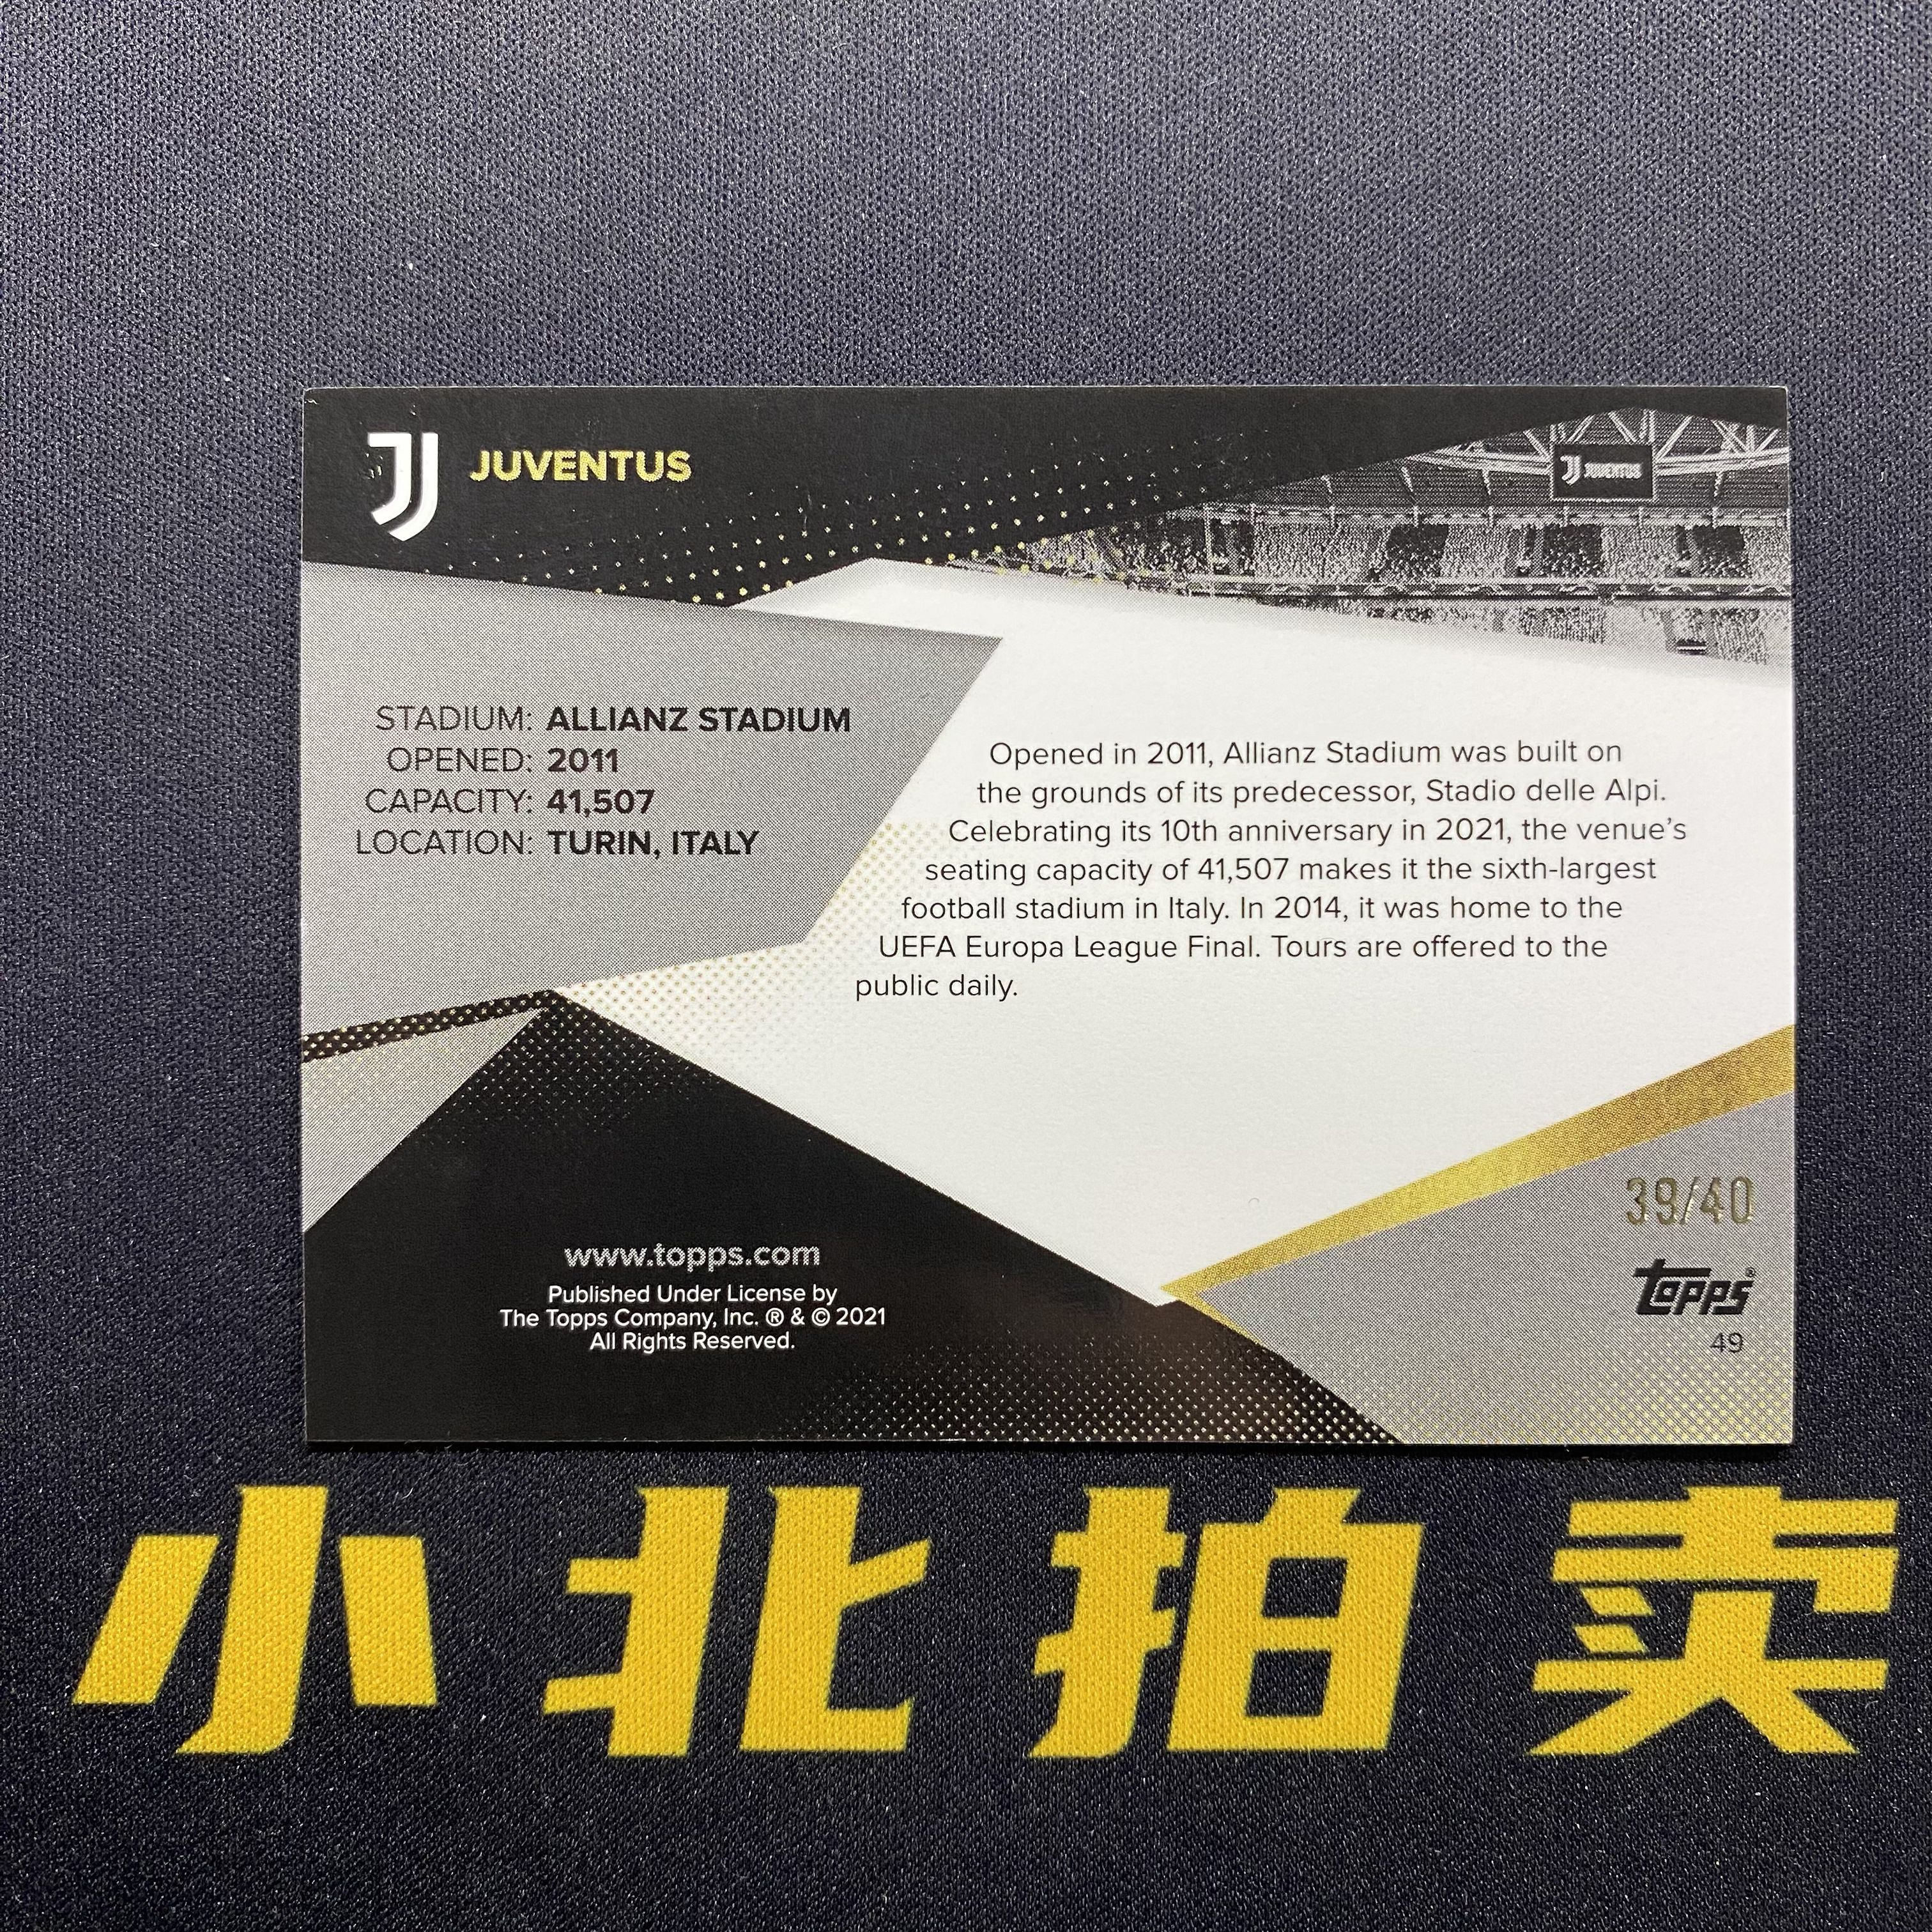 JUVENTUS
JUVENTUS
STADIUM: ALLIANZ STADIUM
OPENED: 2011
CAPACITY: 41,507
LOCATION: TURIN, ITALY
Opened in 2011, Allianz Stadium was built on
the grounds of its predecessor, Stadio delle Alpi.
Celebrating its 10th anniversary in 2021, the venue's
seating capacity of 41,507 makes it the sixth-largest
football stadium in Italy. In 2014, it was home to the
UEFA Europa League Final. Tours are offered to the
public daily.
39/40
www.topps.com
Published Under License by
The Topps Company, Inc. ® & © 2021
All Rights Reserved.
topps®
49
小北拍卖